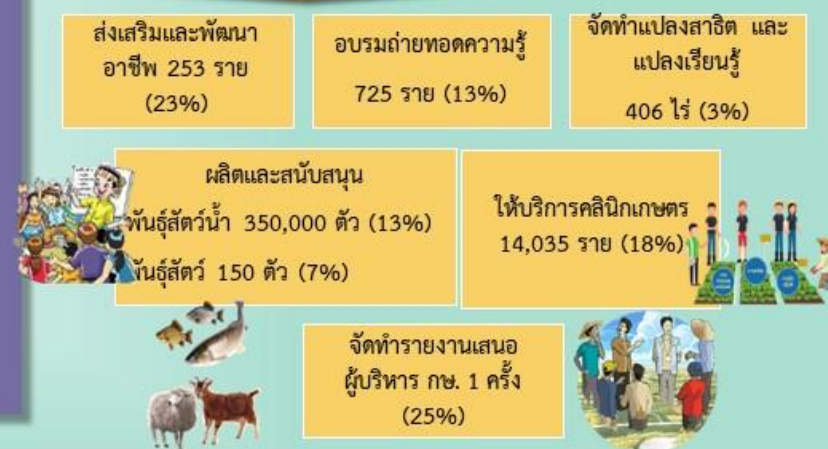 ส่งเสริมและพัฒนา
อาชีพ 253 ราย
(23%)
อบรมถ่ายทอดความรู้
725 ราย (13%)
จัดทำแปลงสาธิต และ
แปลงเรียนรู้
406 ไร่ (3%)
ผลิตและสนับสนุน
พันธุ์สัตว์น้ำ 350,000 ตัว (13%)
พันธุ์สัตว์ 150 ตัว (7%)
ให้บริการคลินิกเกษตร
14,035 ราย (18%)
จัดทำรายงานเสนอ
ผู้บริหาร กษ. 1 ครั้ง
(25%)